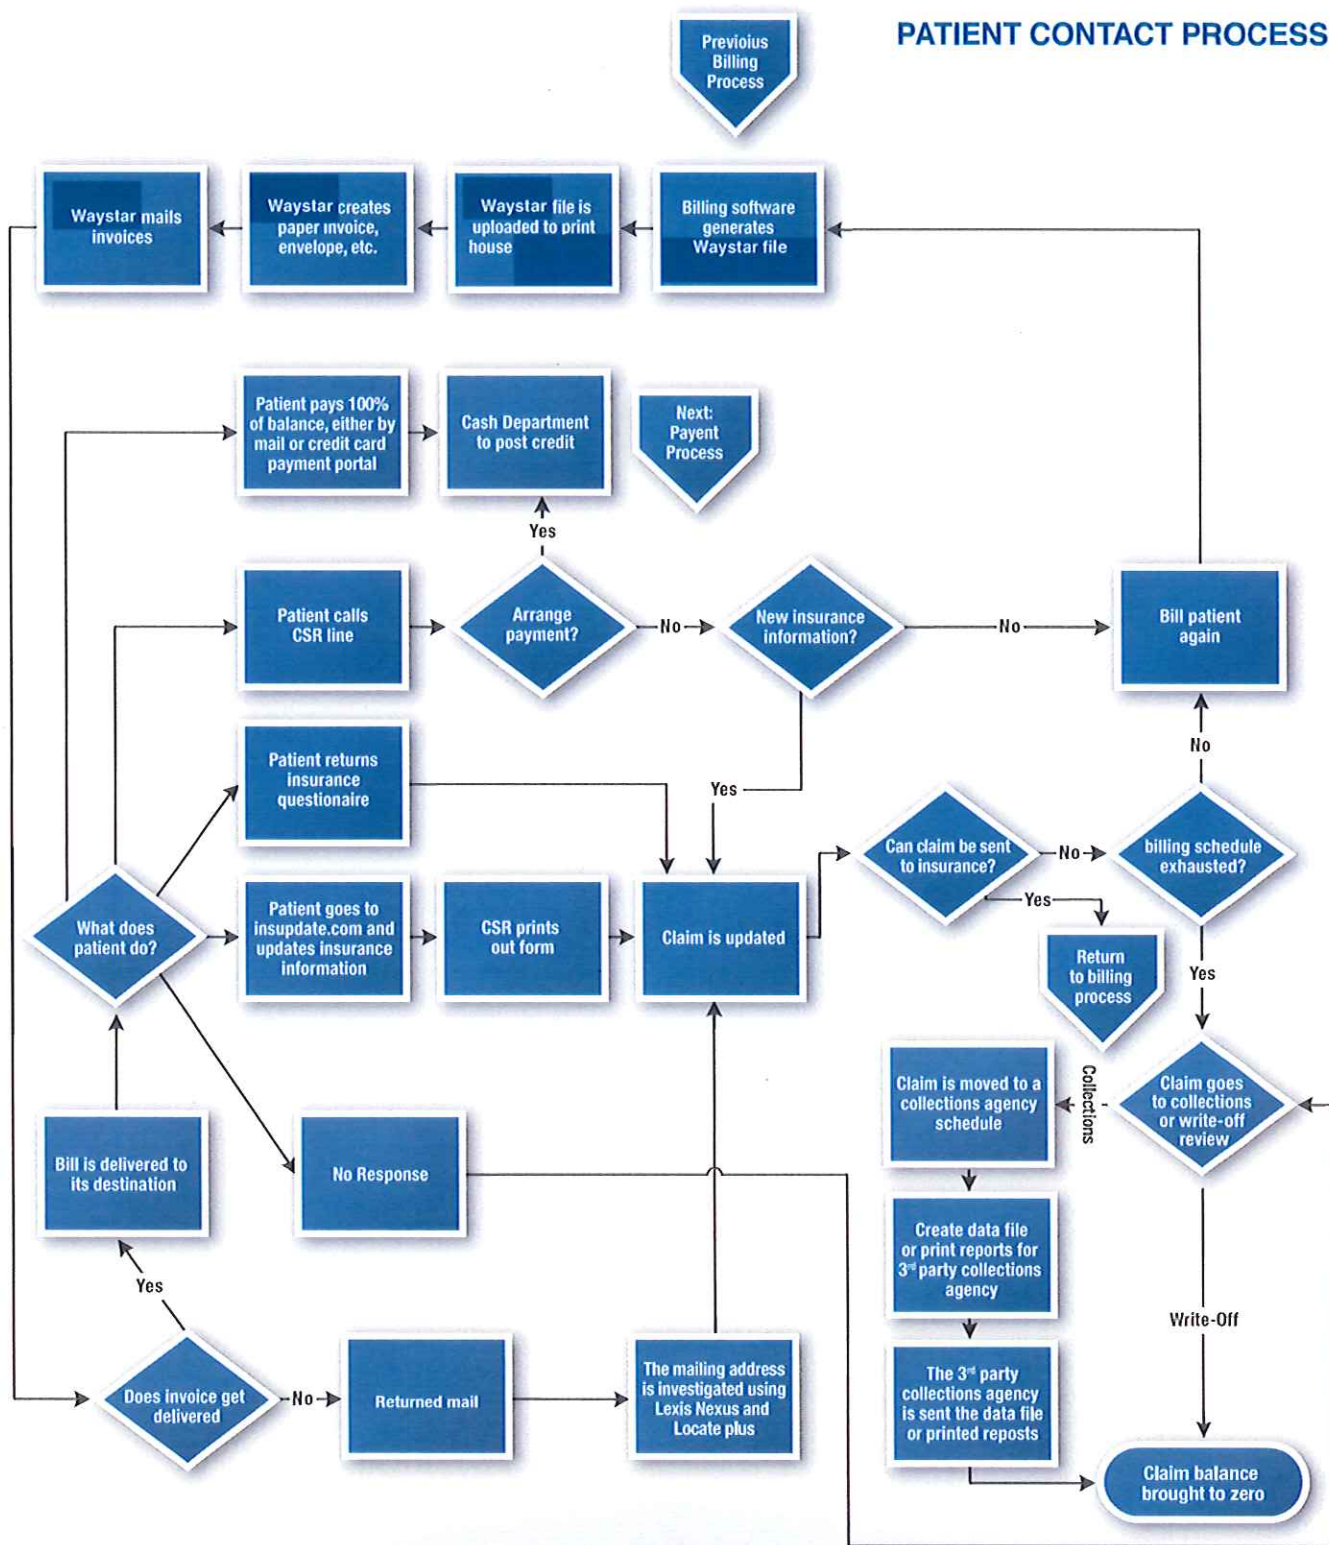 PATIENT CONTACT PROCESS
Previoius
Billing
Process
Waystar mails
invoices
Waystar creates
paper invoice,
envelope, etc.
Waystar file is
uploaded to print
house
Billing software
generates
Waystar file
Patient pays 100%
of balance, either by
mail or credit card
payment portal
Cash Department
to post credit
Next:
Payent
Process
Yes
Patient calls
CSR line
Arrange
payment?
No
New insurance
information?
No
Bill patient
again
Patient returns
insurance
questionaire
Yes
No
Can claim be sent
to insurance?
No
billing schedule
exhausted?
What does
patient do?
Patient goes to
insupdate.com and
updates insurance
information
CSR prints
out form
Claim is updated
Yes
Return
to billing
process
Yes
Bill is delivered to
its destination
No Response
Claim is moved to a
collections agency
schedule
Collections
Claim goes
to collections
or write-off
review
Create data file
or print reports for
3rd party collections
agency
Yes
Write-Off
Does invoice get
delivered
No
Returned mail
The mailing address
is investigated using
Lexis Nexus and
Locate plus
The 3rd party
collections agency
is sent the data file
or printed reposts
Claim balance
brought to zero